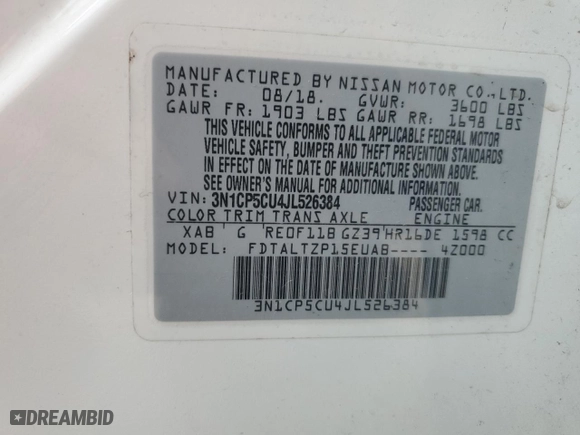 MANUFACTURED BY NISSAN MOTOR CO.,LTD.
DATE: 08/18. GVWR: 3600 LBS
GAWR FR: 1903 LBS GAWR RR: 1698 LBS
THIS VEHICLE CONFORMS TO ALL APPLICABLE FEDERAL MOTOR
VEHICLE SAFETY, BUMPER AND THEFT PREVENTION STANDARDS
IN EFFECT ON THE DATE OF MANUFACTURE SHOWN ABOVE.
SEE OWNER'S MANUAL FOR ADDITIONAL INFORMATION
VIN: 3N1CP5CU4JL526384 PASSENGER CAR.
COLOR TRIM TRANS AXLE ENGINE
XAB G RE0F11B GZ39 HR16DE 1598 CC
MODEL: FDTALTZP15EUAB---- 4Z000
3N1CP5CU4JL526384
DREAMBID